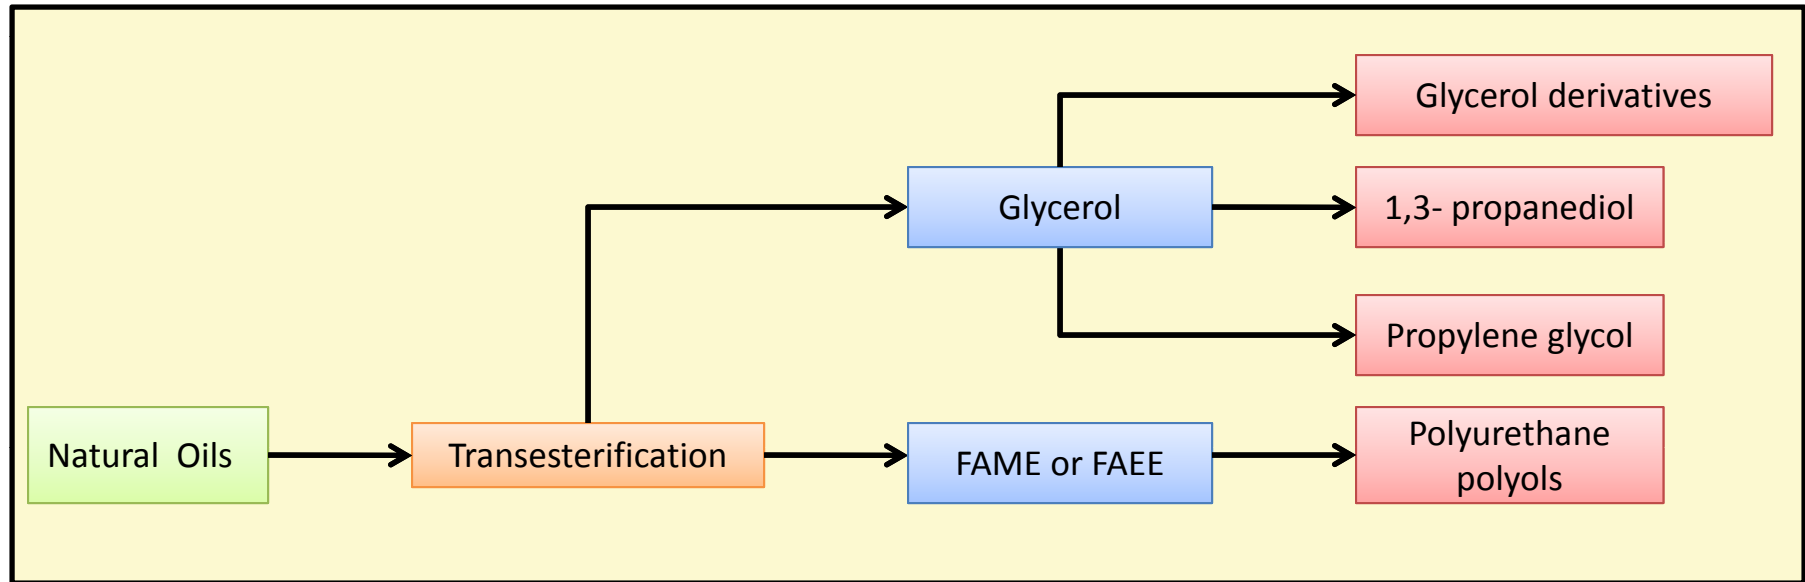 Glycerol derivatives
Glycerol
1,3- propanediol
Propylene glycol
Natural  Oils
Transesterification
FAME or FAEE
Polyurethane
polyols